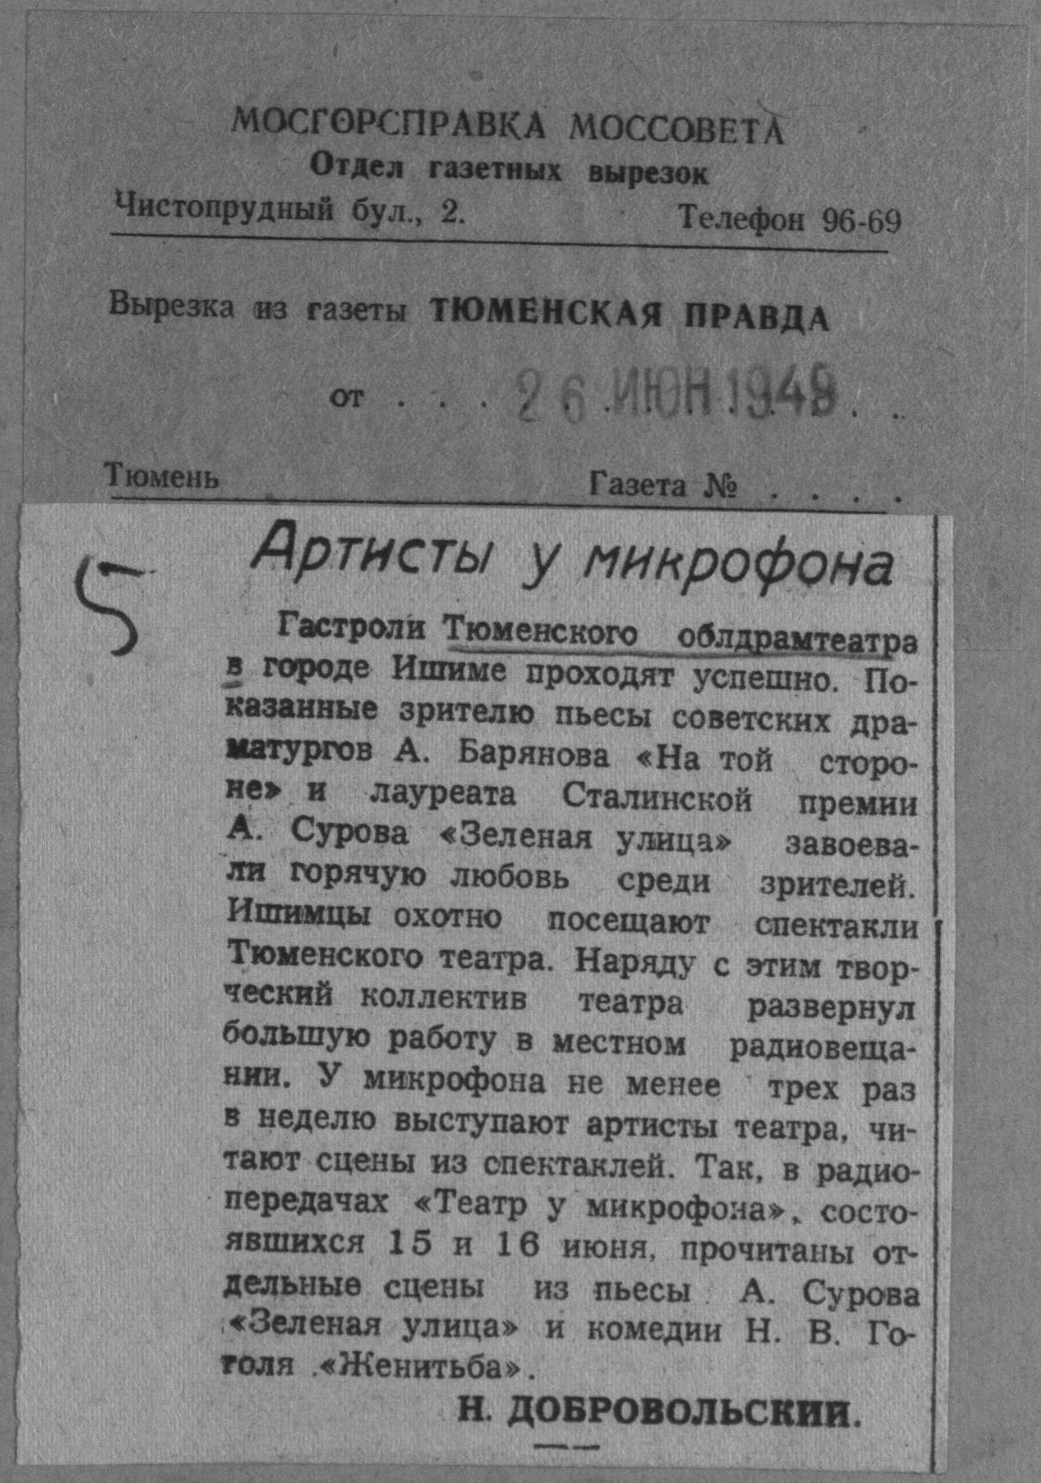 МОСГОРСПРАВКА МОССОВЕТА
Отдел газетных вырезок
Чистопрудный бул., 2. Телефон 96-69
Вырезка из газеты ТЮМЕНСКАЯ ПРАВДА
от . . . 26 ИЮН 1949 . .
Тюмень Газета № . . . .
5
Артисты у микрофона
Гастроли Тюменского облдрамтеатра
в городе Ишиме проходят успешно. По-
казанные зрителю пьесы советских дра-
матургов А. Барянова «На той сторо-
не» и лауреата Сталинской премии
А. Сурова «Зеленая улица» завоева-
ли горячую любовь среди зрителей.
Ишимцы охотно посещают спектакли
Тюменского театра. Наряду с этим твор-
ческий коллектив театра развернул
большую работу в местном радиовеща-
нии. У микрофона не менее трех раз
в неделю выступают артисты театра, чи-
тают сцены из спектаклей. Так, в радио-
передачах «Театр у микрофона», состо-
явшихся 15 и 16 июня, прочитаны от-
дельные сцены из пьесы А. Сурова
«Зеленая улица» и комедии Н. В. Го-
голя «Женитьба».
Н. ДОБРОВОЛЬСКИЙ.